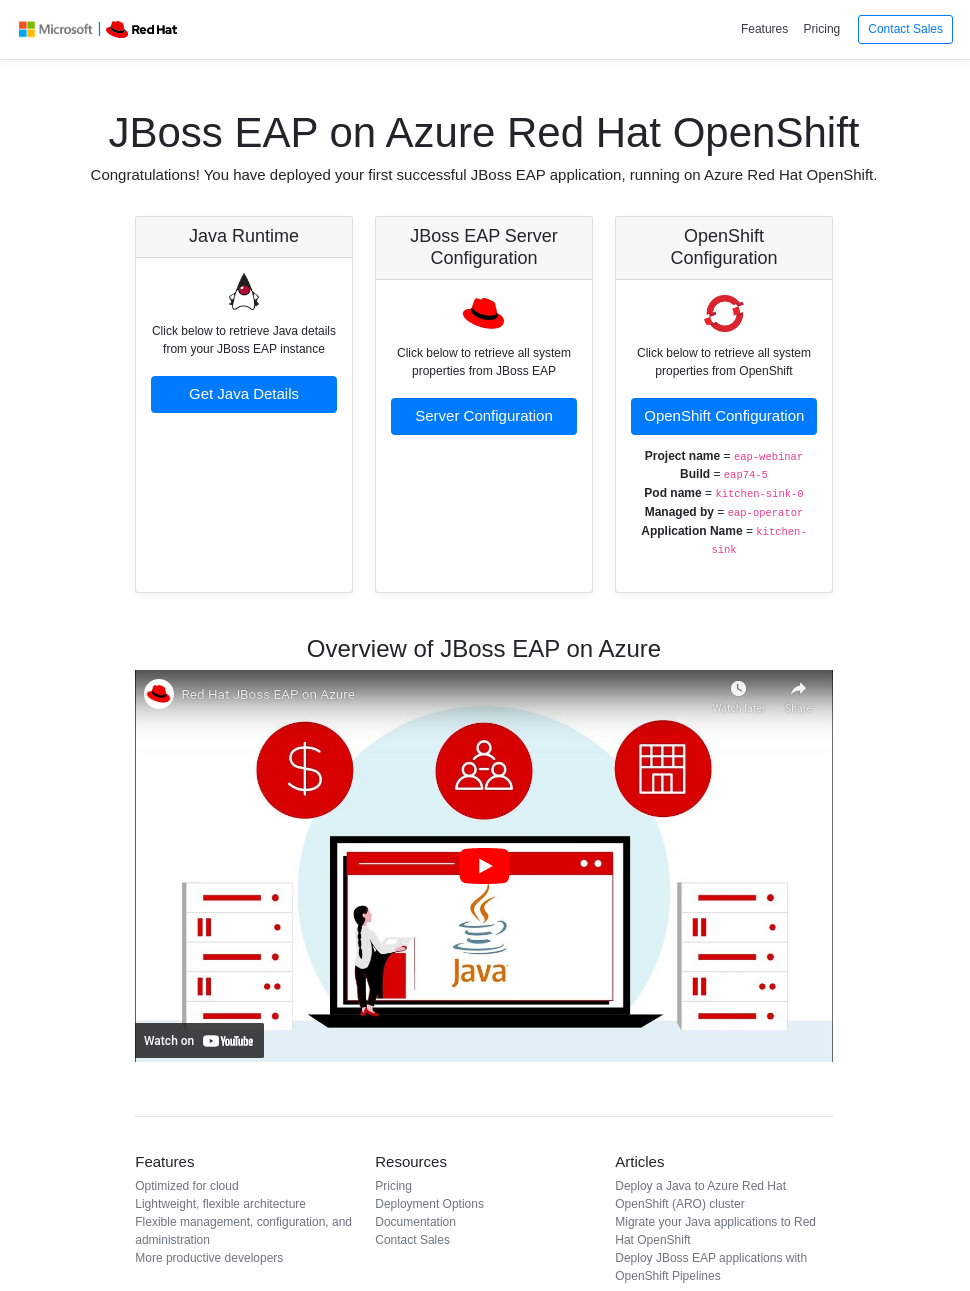 Microsoft | Red Hat
Features Pricing Contact Sales
JBoss EAP on Azure Red Hat OpenShift
Congratulations! You have deployed your first successful JBoss EAP application, running on Azure Red Hat OpenShift.
Java Runtime
Click below to retrieve Java details
from your JBoss EAP instance
Get Java Details
JBoss EAP Server
Configuration
Click below to retrieve all system
properties from JBoss EAP
Server Configuration
OpenShift
Configuration
Click below to retrieve all system
properties from OpenShift
OpenShift Configuration
Project name = eap-webinar
Build = eap74-5
Pod name = kitchen-sink-0
Managed by = eap-operator
Application Name = kitchen-
sink
Overview of JBoss EAP on Azure
Red Hat JBoss EAP on Azure
Watch later Share
Java
Watch on YouTube
Features
Optimized for cloud
Lightweight, flexible architecture
Flexible management, configuration, and
administration
More productive developers
Resources
Pricing
Deployment Options
Documentation
Contact Sales
Articles
Deploy a Java to Azure Red Hat
OpenShift (ARO) cluster
Migrate your Java applications to Red
Hat OpenShift
Deploy JBoss EAP applications with
OpenShift Pipelines